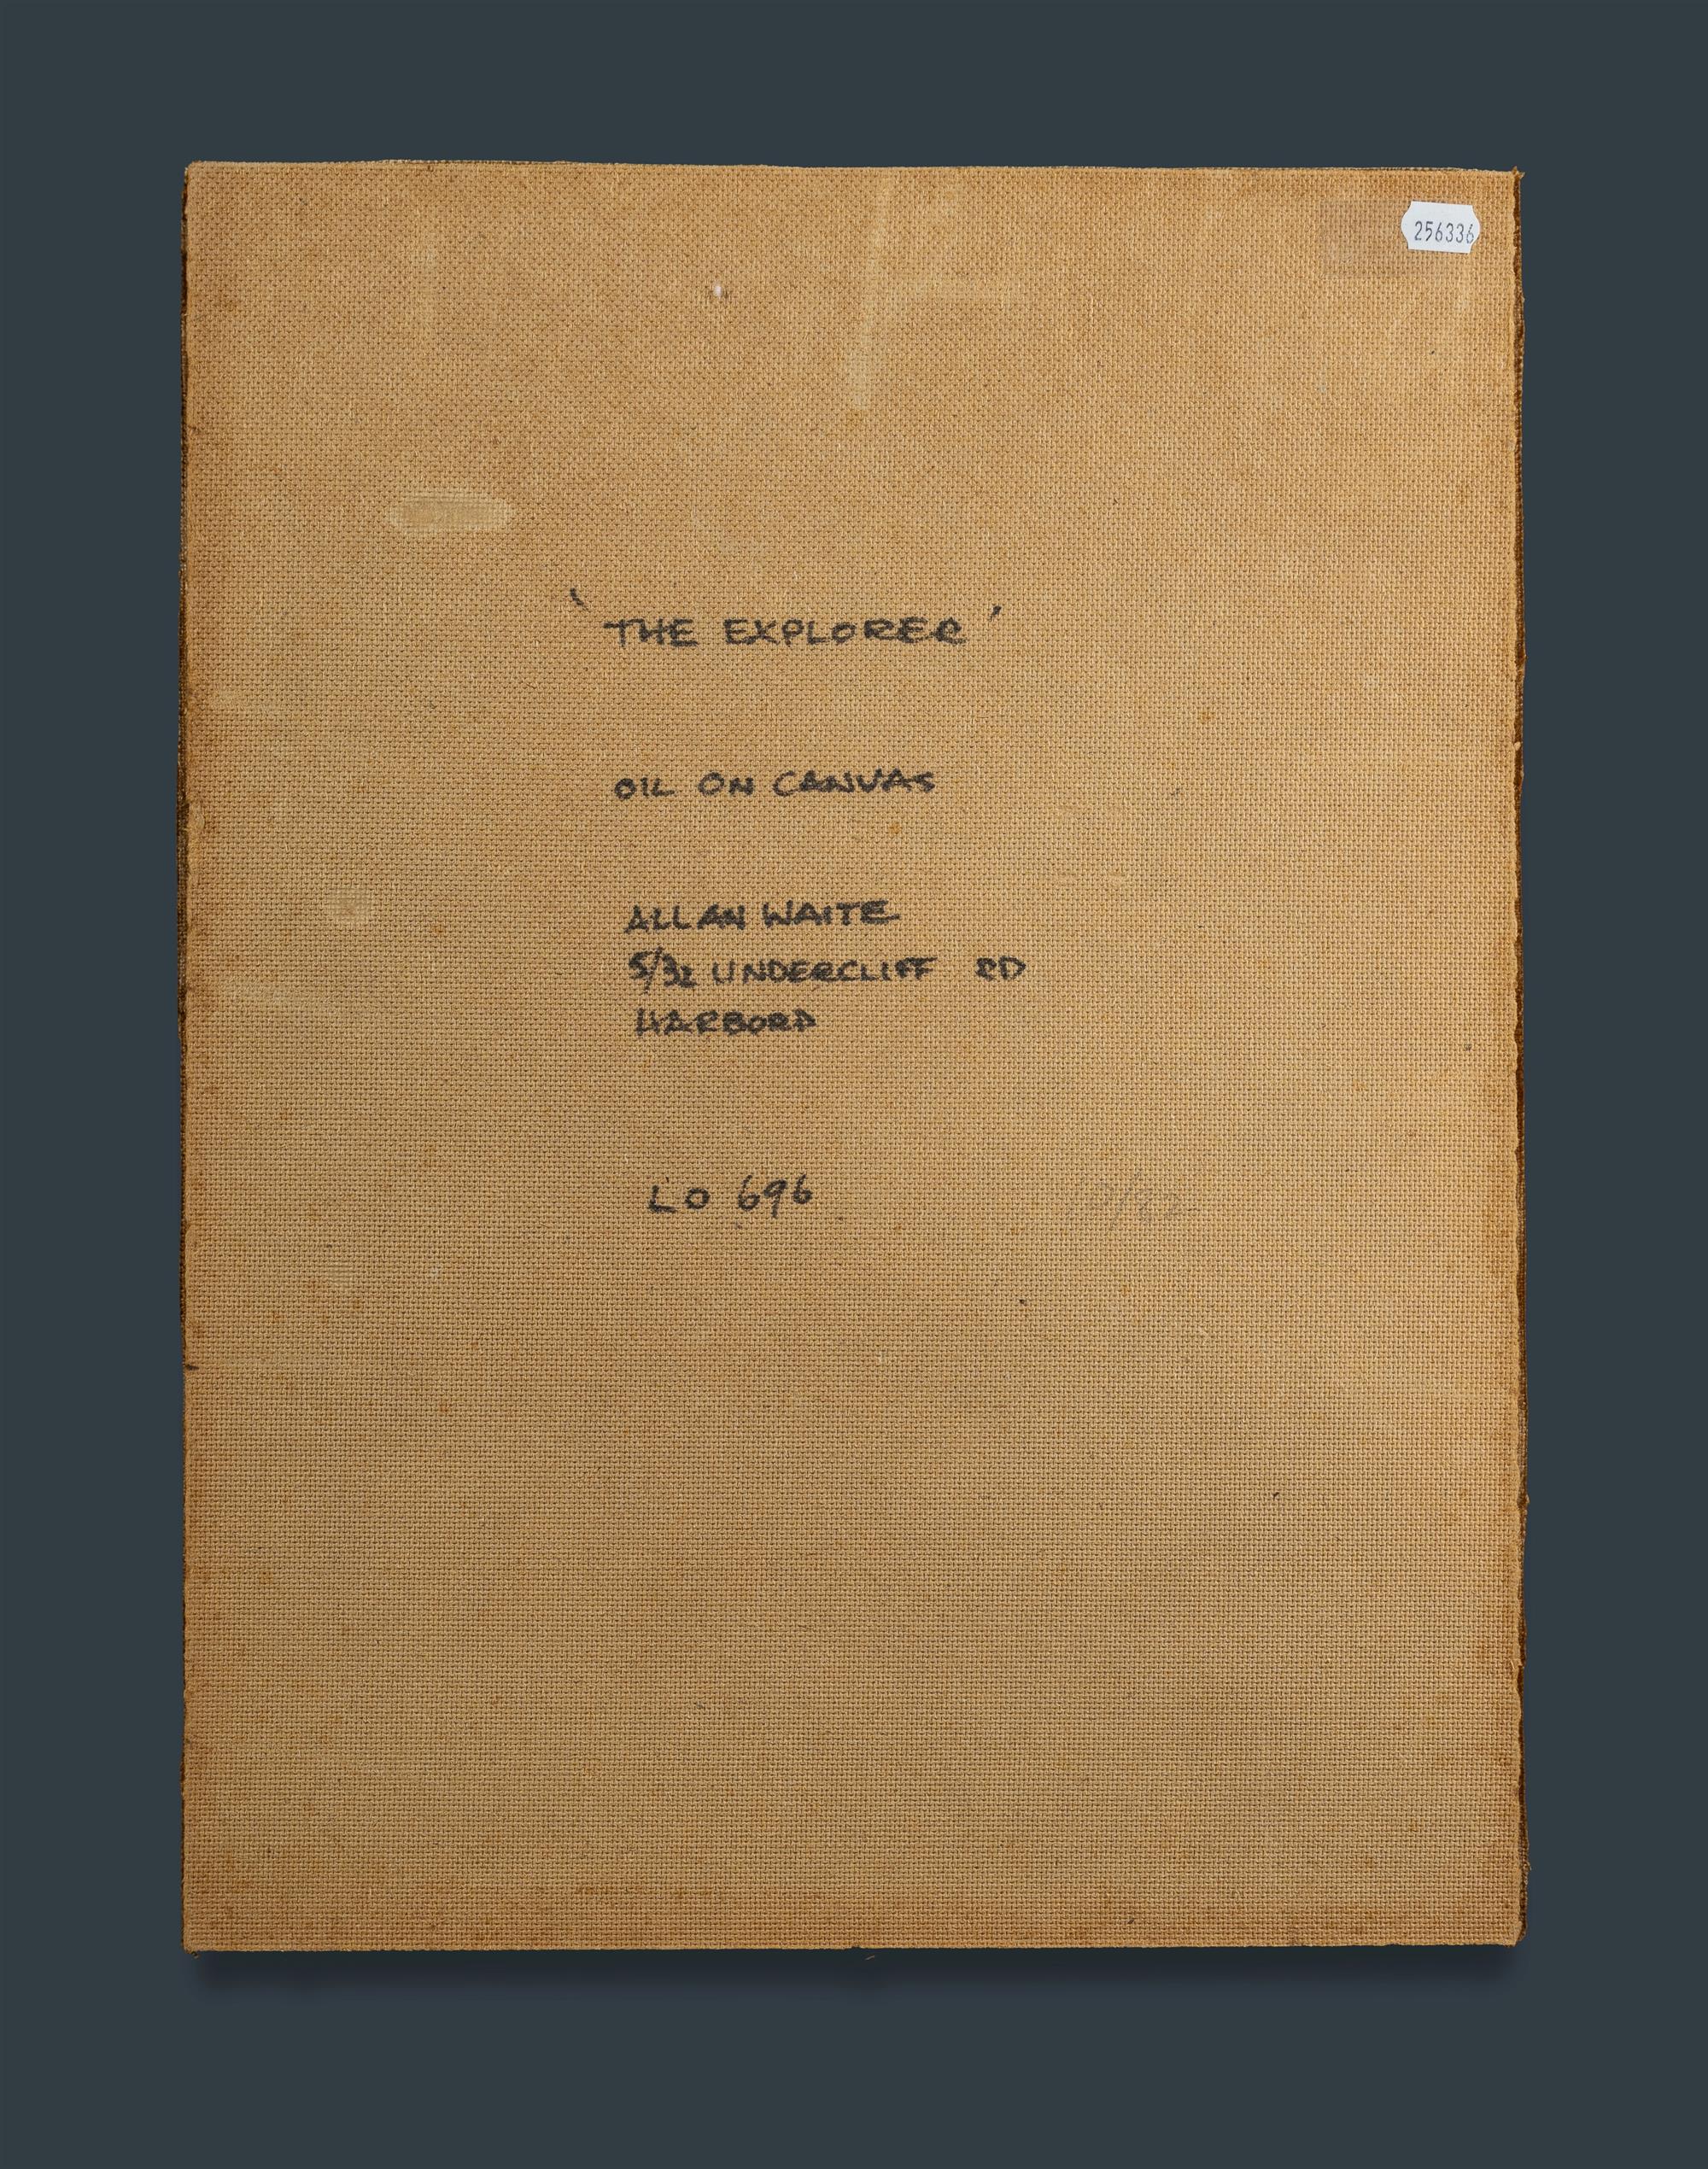 256336
'THE EXPLORER'
OIL ON CANVAS
ALLAN WAITE
5/32 UNDERCLIFF RD
HARBORD
LO 696